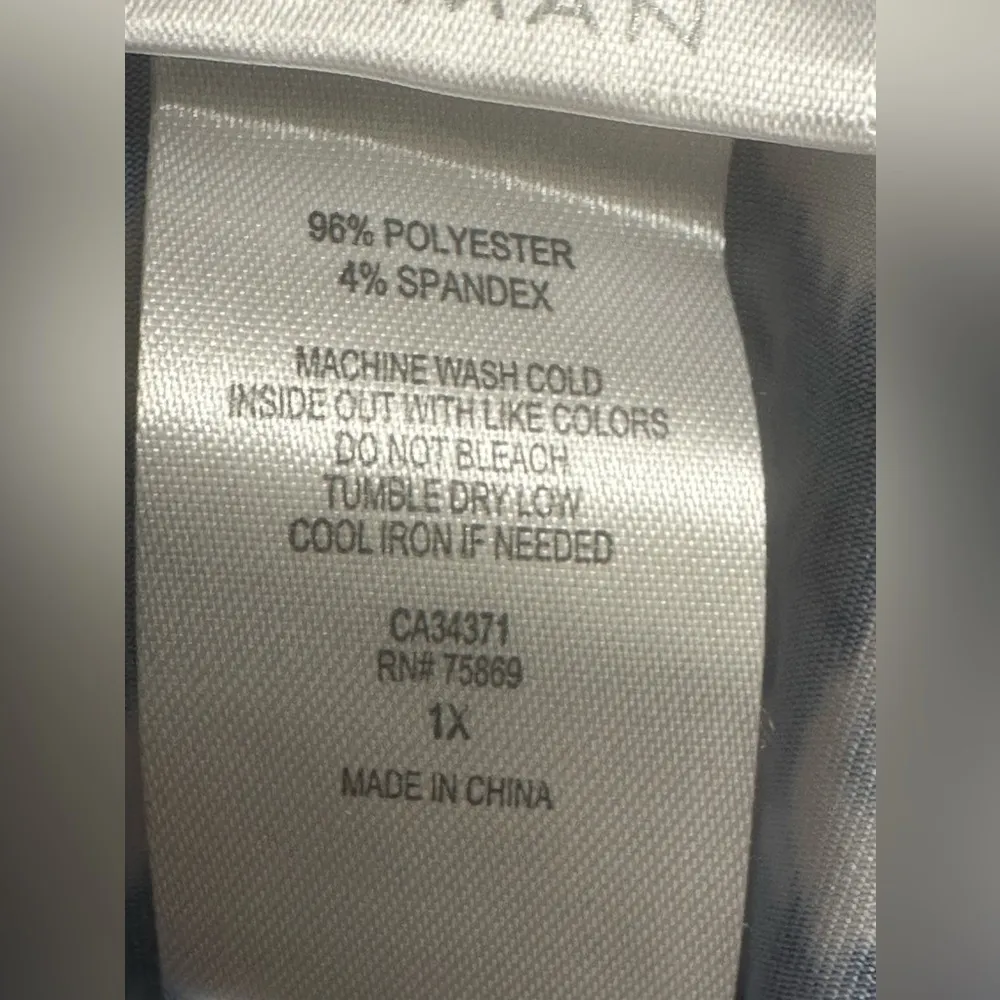 96% POLYESTER
4% SPANDEX
MACHINE WASH COLD
INSIDE OUT WITH LIKE COLORS
DO NOT BLEACH
TUMBLE DRY LOW
COOL IRON IF NEEDED
CA34371
RN# 75869
1X
MADE IN CHINA